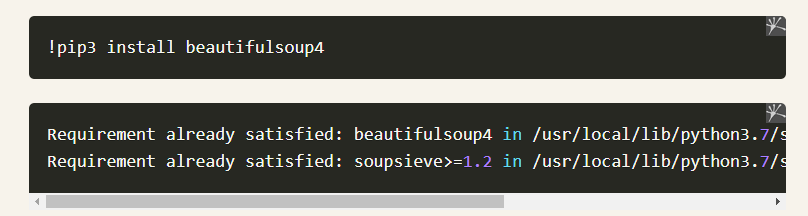 !pip3 install beautifulsoup4
Requirement already satisfied: beautifulsoup4 in /usr/local/lib/python3.7/s
Requirement already satisfied: soupsieve>=1.2 in /usr/local/lib/python3.7/s